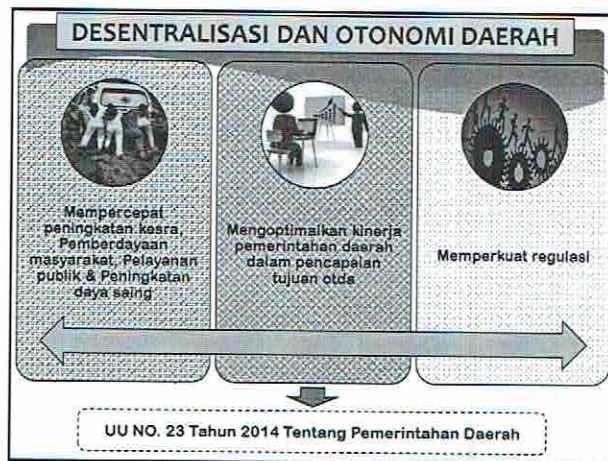 DESENTRALISASI DAN OTONOMI DAERAH
Mempercepat
peningkatan kesra,
Pemberdayaan
masyarakat, Pelayanan
publik & Peningkatan
daya saing
Mengoptimalkan kinerja
pemerintahan daerah
dalam pencapaian
tujuan otda
Memperkuat regulasi
UU NO. 23 Tahun 2014 Tentang Pemerintahan Daerah